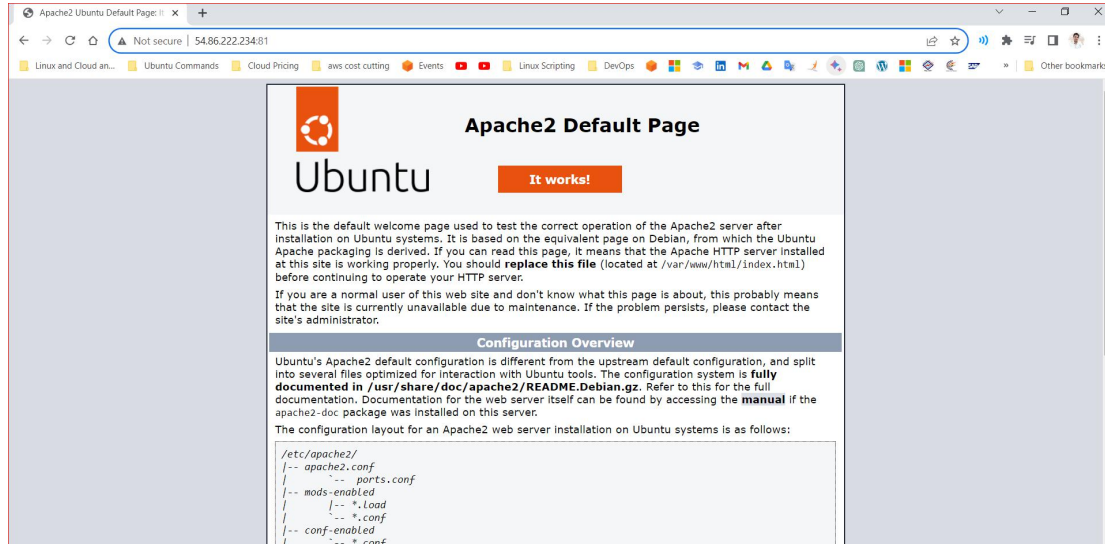 Apache2 Ubuntu Default Page: It
Not secure | 54.86.222.234:81
Linux and Cloud an... Ubuntu Commands Cloud Pricing aws cost cutting Events Linux Scripting DevOps » Other bookmarks
Apache2 Default Page
Ubuntu
It works!
This is the default welcome page used to test the correct operation of the Apache2 server after
installation on Ubuntu systems. It is based on the equivalent page on Debian, from which the Ubuntu
Apache packaging is derived. If you can read this page, it means that the Apache HTTP server installed
at this site is working properly. You should replace this file (located at /var/www/html/index.html)
before continuing to operate your HTTP server.
If you are a normal user of this web site and don't know what this page is about, this probably means
that the site is currently unavailable due to maintenance. If the problem persists, please contact the
site's administrator.
Configuration Overview
Ubuntu's Apache2 default configuration is different from the upstream default configuration, and split
into several files optimized for interaction with Ubuntu tools. The configuration system is fully
documented in /usr/share/doc/apache2/README.Debian.gz. Refer to this for the full
documentation. Documentation for the web server itself can be found by accessing the manual if the
apache2-doc package was installed on this server.
The configuration layout for an Apache2 web server installation on Ubuntu systems is as follows:
/etc/apache2/
|-- apache2.conf
|       `--  ports.conf
|-- mods-enabled
|       |-- *.load
|       `-- *.conf
|-- conf-enabled
|       `-- *.conf